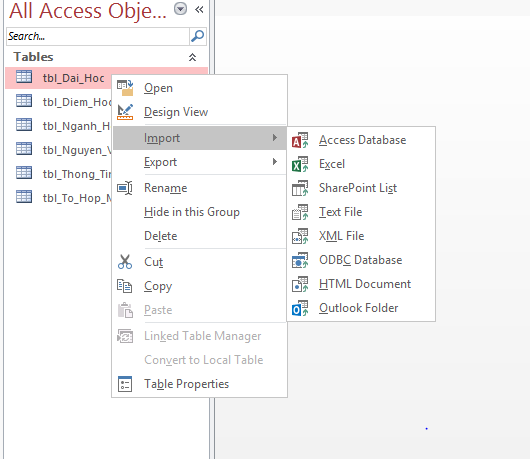 All Access Obje...
Search...
Tables
tbl_Dai_Hoc
tbl_Diem_Hoc
tbl_Nganh_H
tbl_Nguyen_V
tbl_Thong_Tin
tbl_To_Hop_M
Open
Design View
Import
Export
Rename
Hide in this Group
Delete
Cut
Copy
Paste
Linked Table Manager
Convert to Local Table
Table Properties
Access Database
Excel
SharePoint List
Text File
XML File
ODBC Database
HTML Document
Outlook Folder